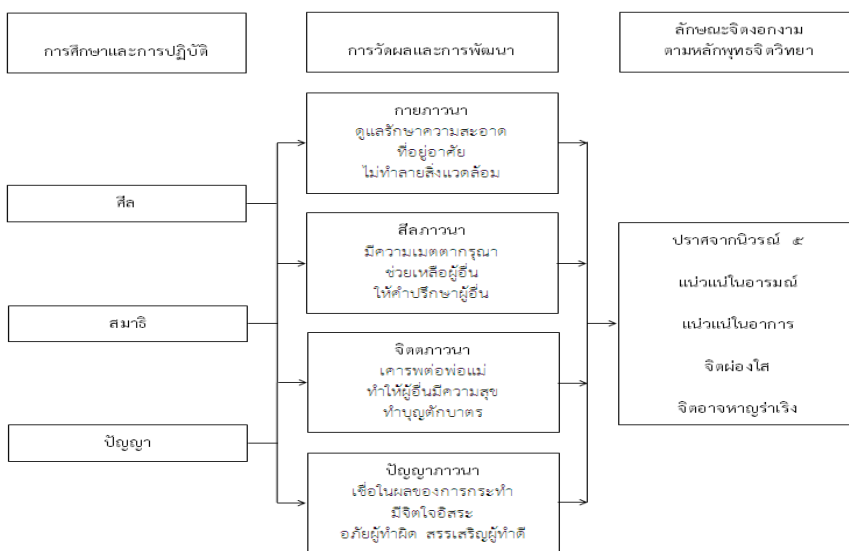 การศึกษาและการปฏิบัติ
การวัดผลและการพัฒนา
ลักษณะจิตงอกงาม
ตามหลักพุทธจิตวิทยา
ศีล
สมาธิ
ปัญญา
กายภาวนา
ดูแลรักษาความสะอาด
ที่อยู่อาศัย
ไม่ทำลายสิ่งแวดล้อม
สีลภาวนา
มีความเมตตากรุณา
ช่วยเหลือผู้อื่น
ให้คำปรึกษาผู้อื่น
จิตตภาวนา
เคารพต่อพ่อแม่
ทำให้ผู้อื่นมีความสุข
ทำบุญตักบาตร
ปัญญาภาวนา
เชื่อในผลของการกระทำ
มีจิตใจอิสระ
อภัยผู้ทำผิด สรรเสริญผู้ทำดี
ปราศจากนิวรณ์ ๕
แน่วแน่ในอารมณ์
แน่วแน่ในอาการ
จิตผ่องใส
จิตอาจหาญร่าเริง